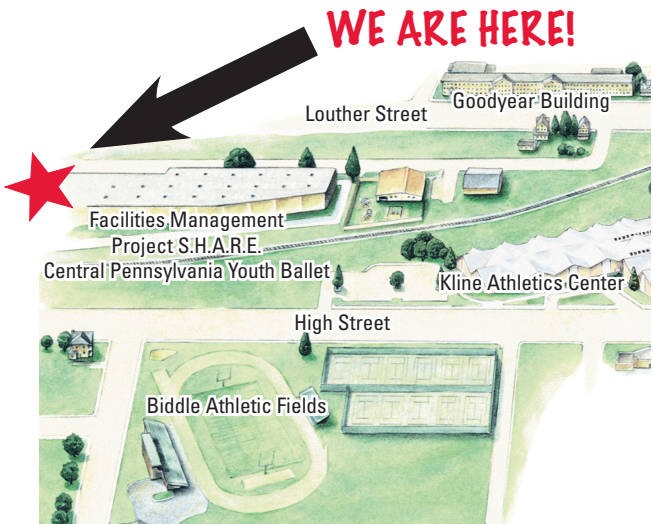 WE ARE HERE!
Goodyear Building
Louther Street
Facilities Management
Project S.H.A.R.E.
Central Pennsylvania Youth Ballet
Kline Athletics Center
High Street
Biddle Athletic Fields